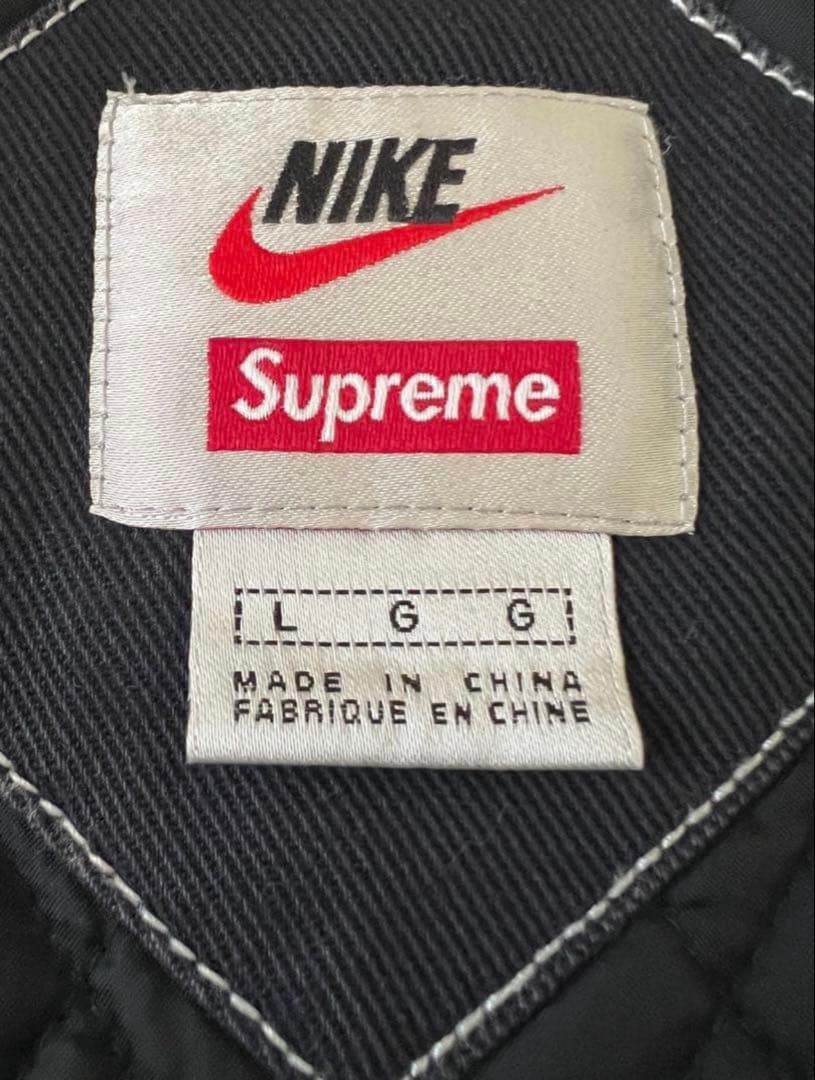 NIKE
Supreme
L G G
MADE IN CHINA
FABRIQUE EN CHINE